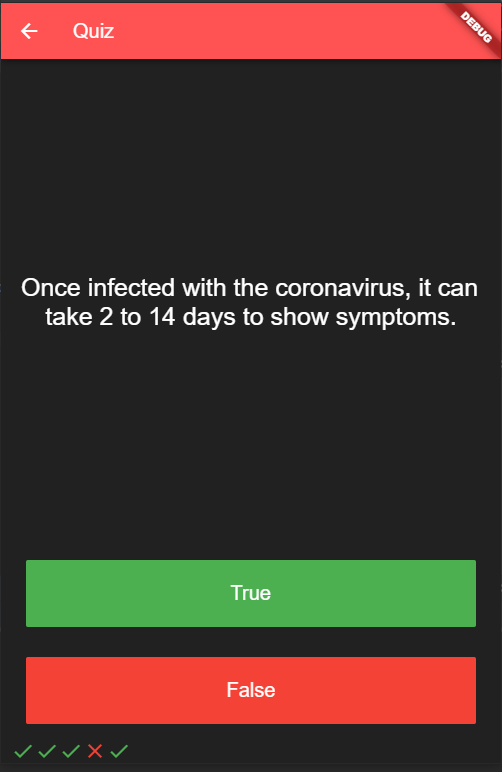 Quiz
DEBUG
Once infected with the coronavirus, it can
take 2 to 14 days to show symptoms.
True
False